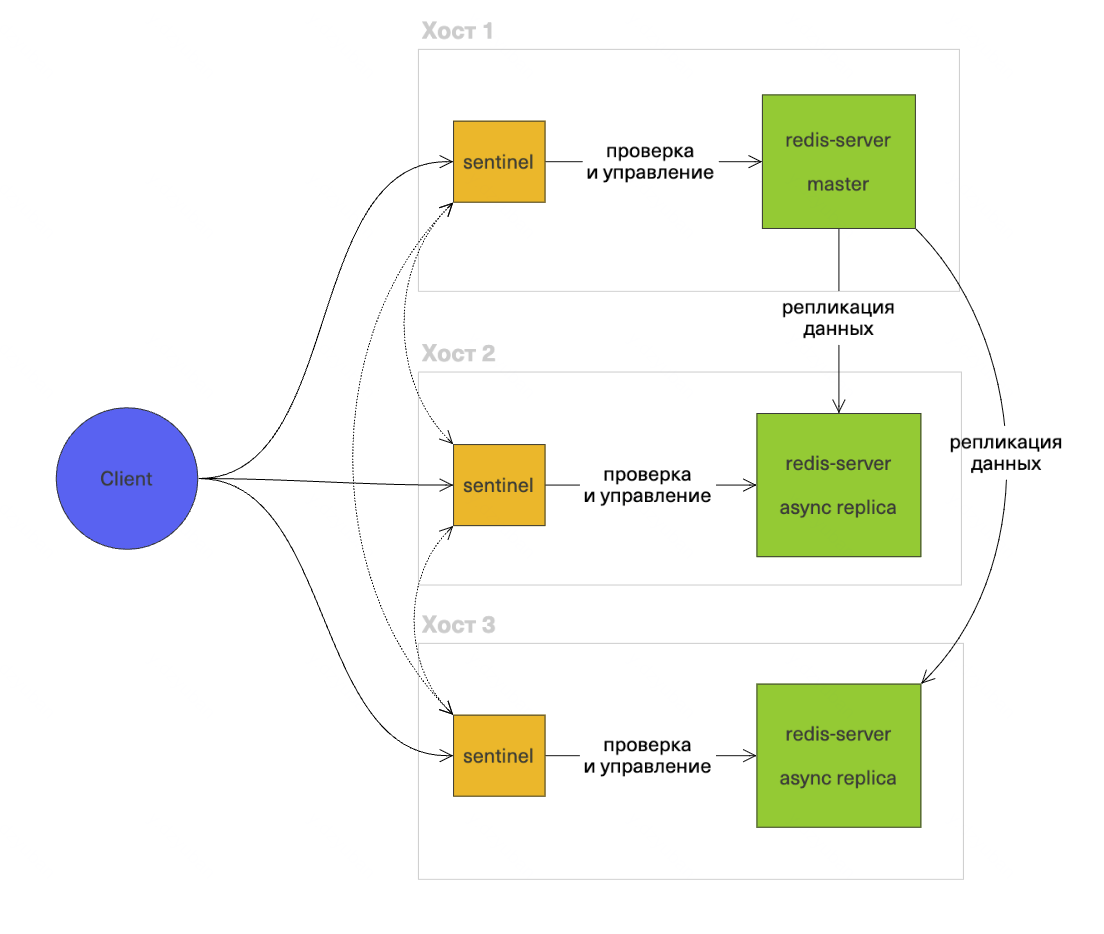 Хост 1
sentinel
проверка
и управление
redis-server
master
репликация
данных
Хост 2
Client
sentinel
проверка
и управление
redis-server
async replica
репликация
данных
Хост 3
sentinel
проверка
и управление
redis-server
async replica